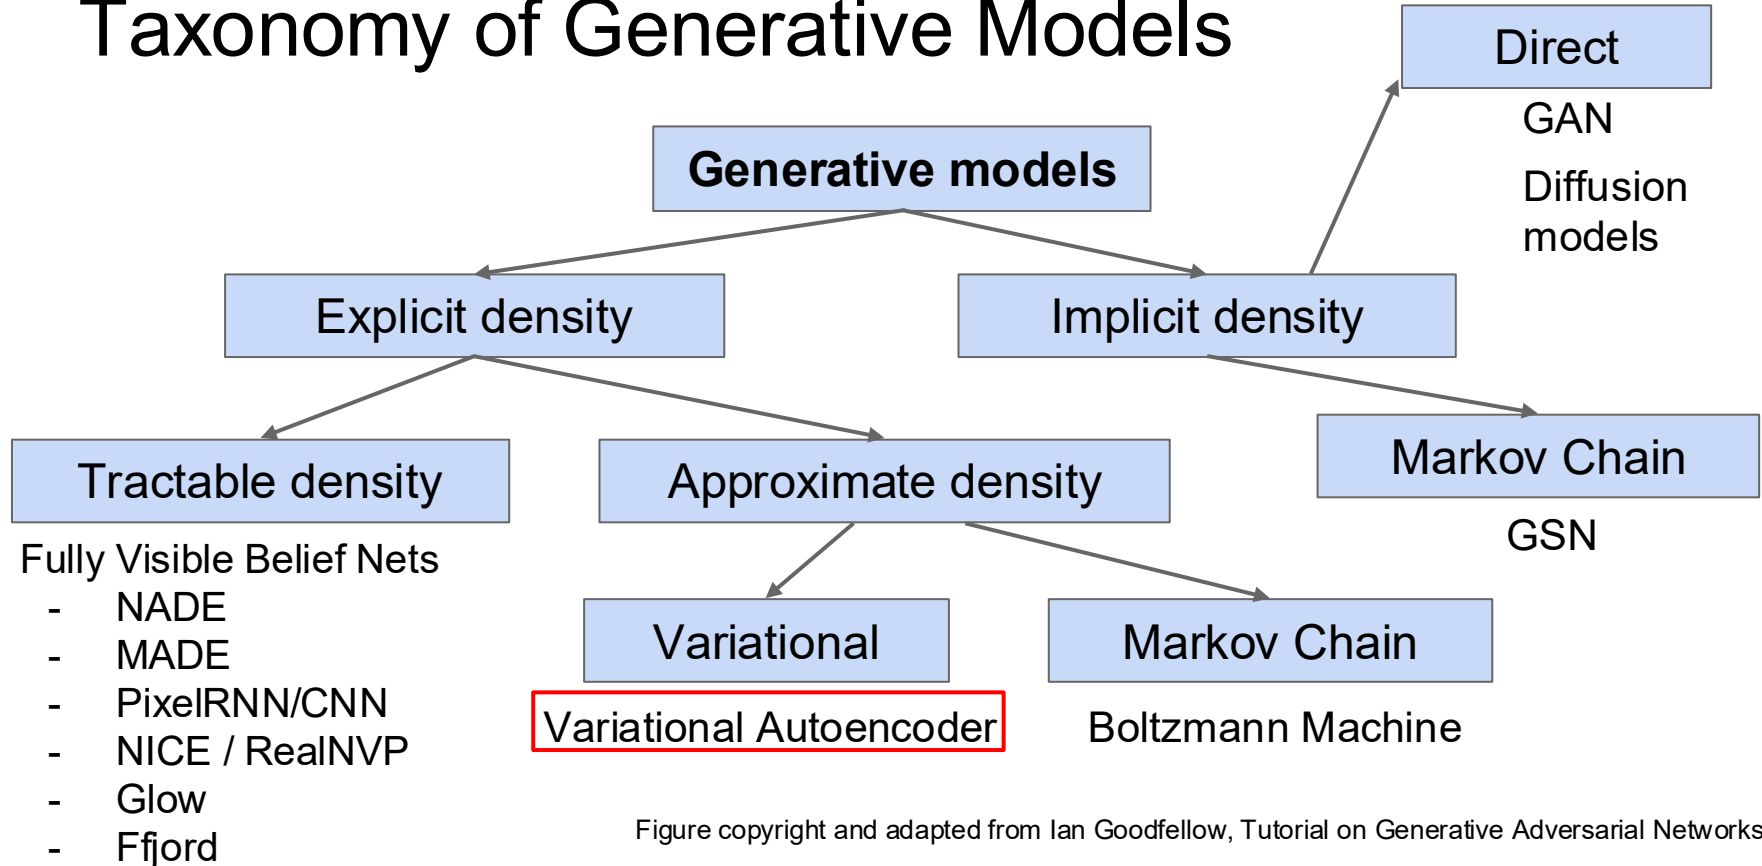 Taxonomy of Generative Models
Direct
GAN
Diffusion
models
Generative models
Explicit density
Implicit density
Tractable density
Approximate density
Markov Chain
GSN
Fully Visible Belief Nets
- NADE
- MADE
- PixelRNN/CNN
- NICE / RealNVP
- Glow
- Ffjord
Variational
Markov Chain
Variational Autoencoder
Boltzmann Machine
Figure copyright and adapted from Ian Goodfellow, Tutorial on Generative Adversarial Networks